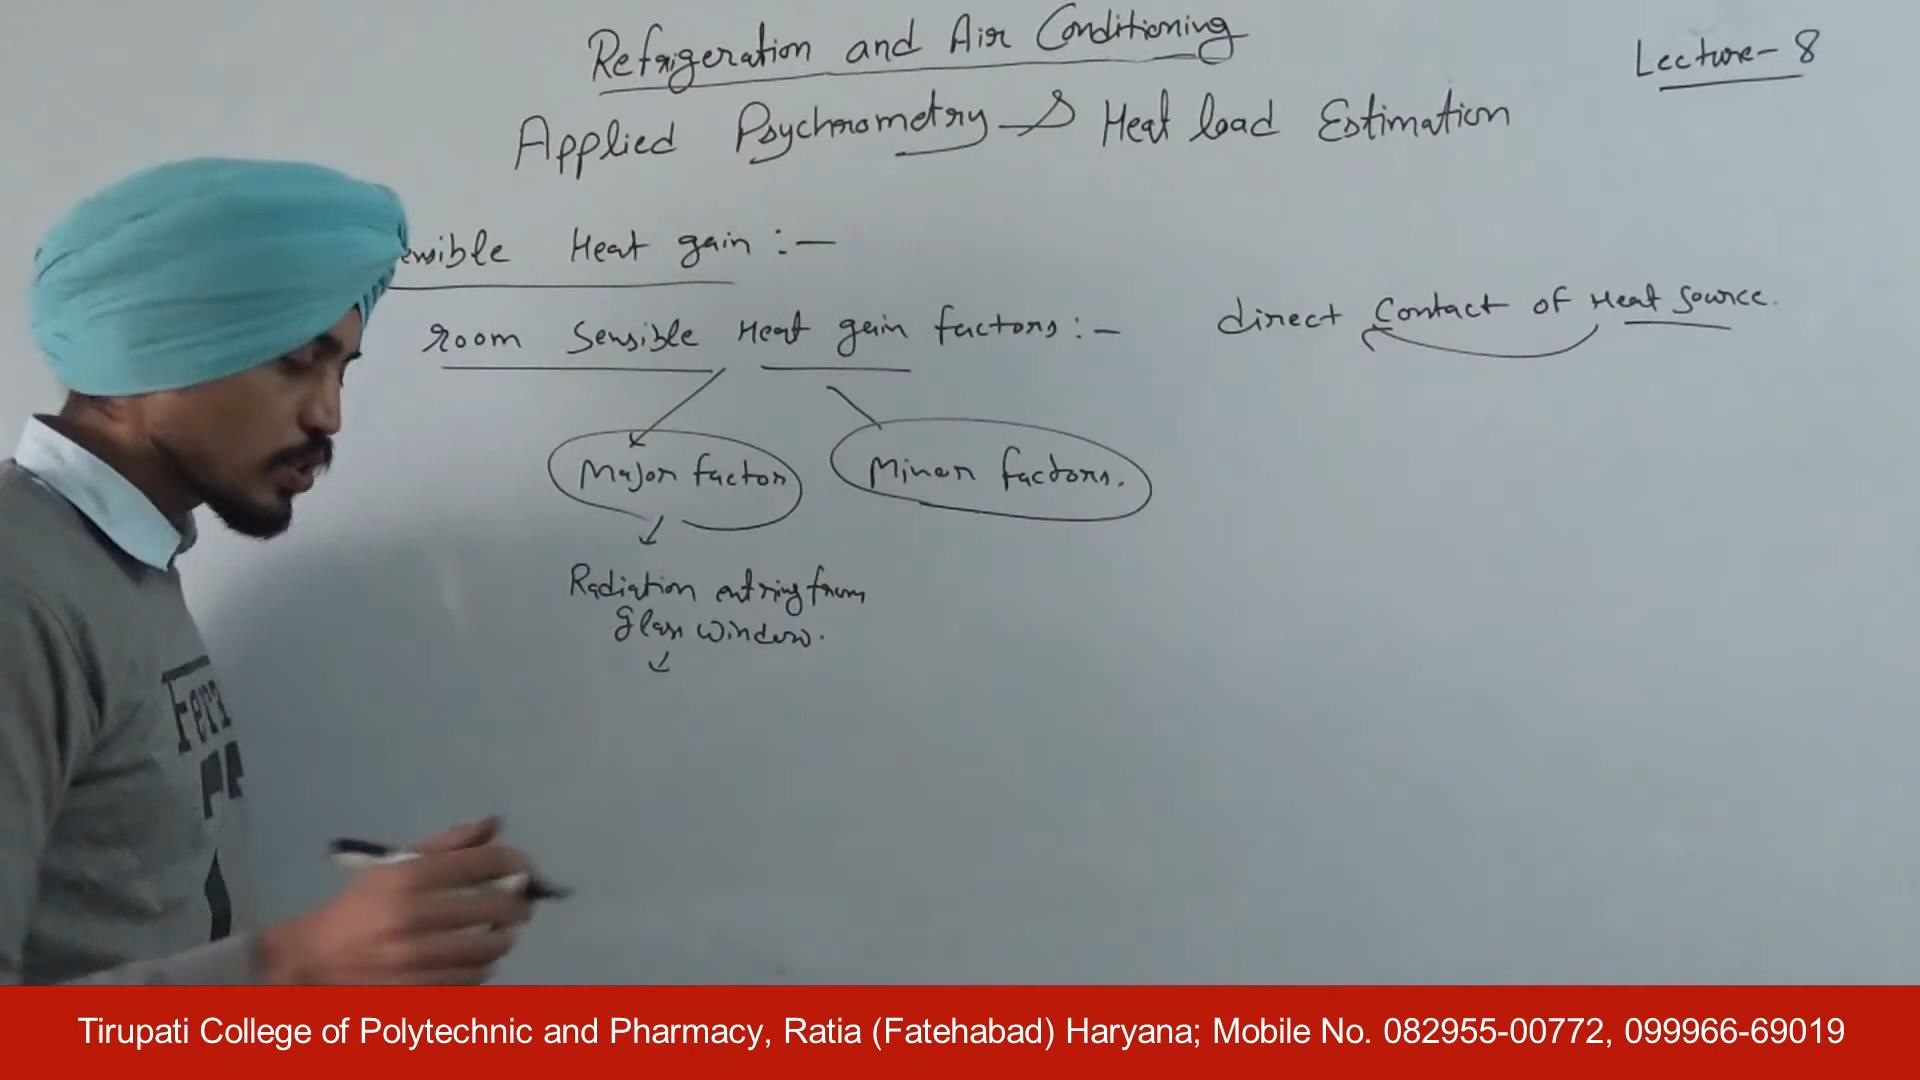 Refrigeration and Air Conditioning
Lecture-8
Applied Psychrometry & Heat load Estimation
ensible Heat gain :-
room Sensible Heat gain factors :-
direct Contact of Heat Source.
Major factor
Minor factors.
Radiation entring from
Glass window.
Ferr
Tirupati College of Polytechnic and Pharmacy, Ratia (Fatehabad) Haryana; Mobile No. 082955-00772, 099966-69019